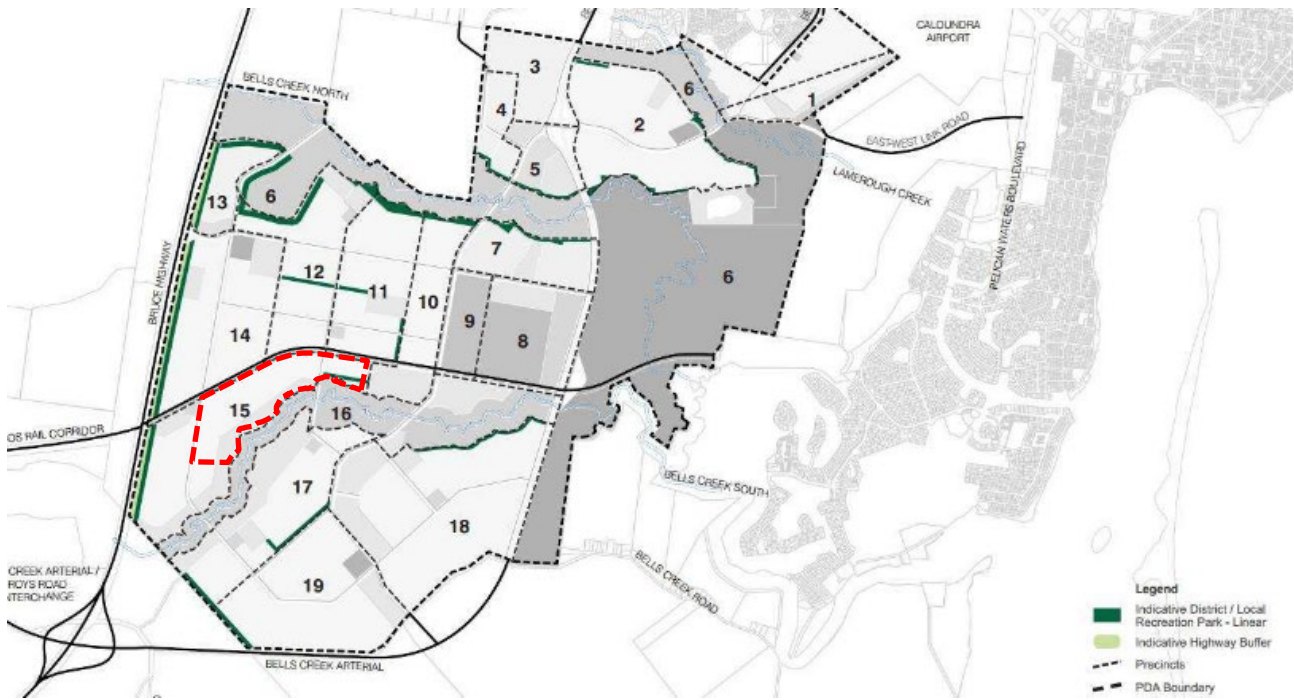 CALOUNDRA
AIRPORT
3
6
BELLS CREEK NORTH
4
1
2
EAST-WEST LINK ROAD
5
LAMEROUGH CREEK
13
6
PELICAN WATERS BOULEVARD
BRUCE HIGHWAY
7
12
6
11
10
9
8
14
15
16
OS RAIL CORRIDOR
BELLS CREEK SOUTH
17
18
CREEK ARTERIAL /
ROYS ROAD
NTERCHANGE
19
BELLS CREEK ROAD
BELLS CREEK ARTERIAL
Legend
Indicative District / Local
Recreation Park - Linear
Indicative Highway Buffer
Precincts
PDA Boundary